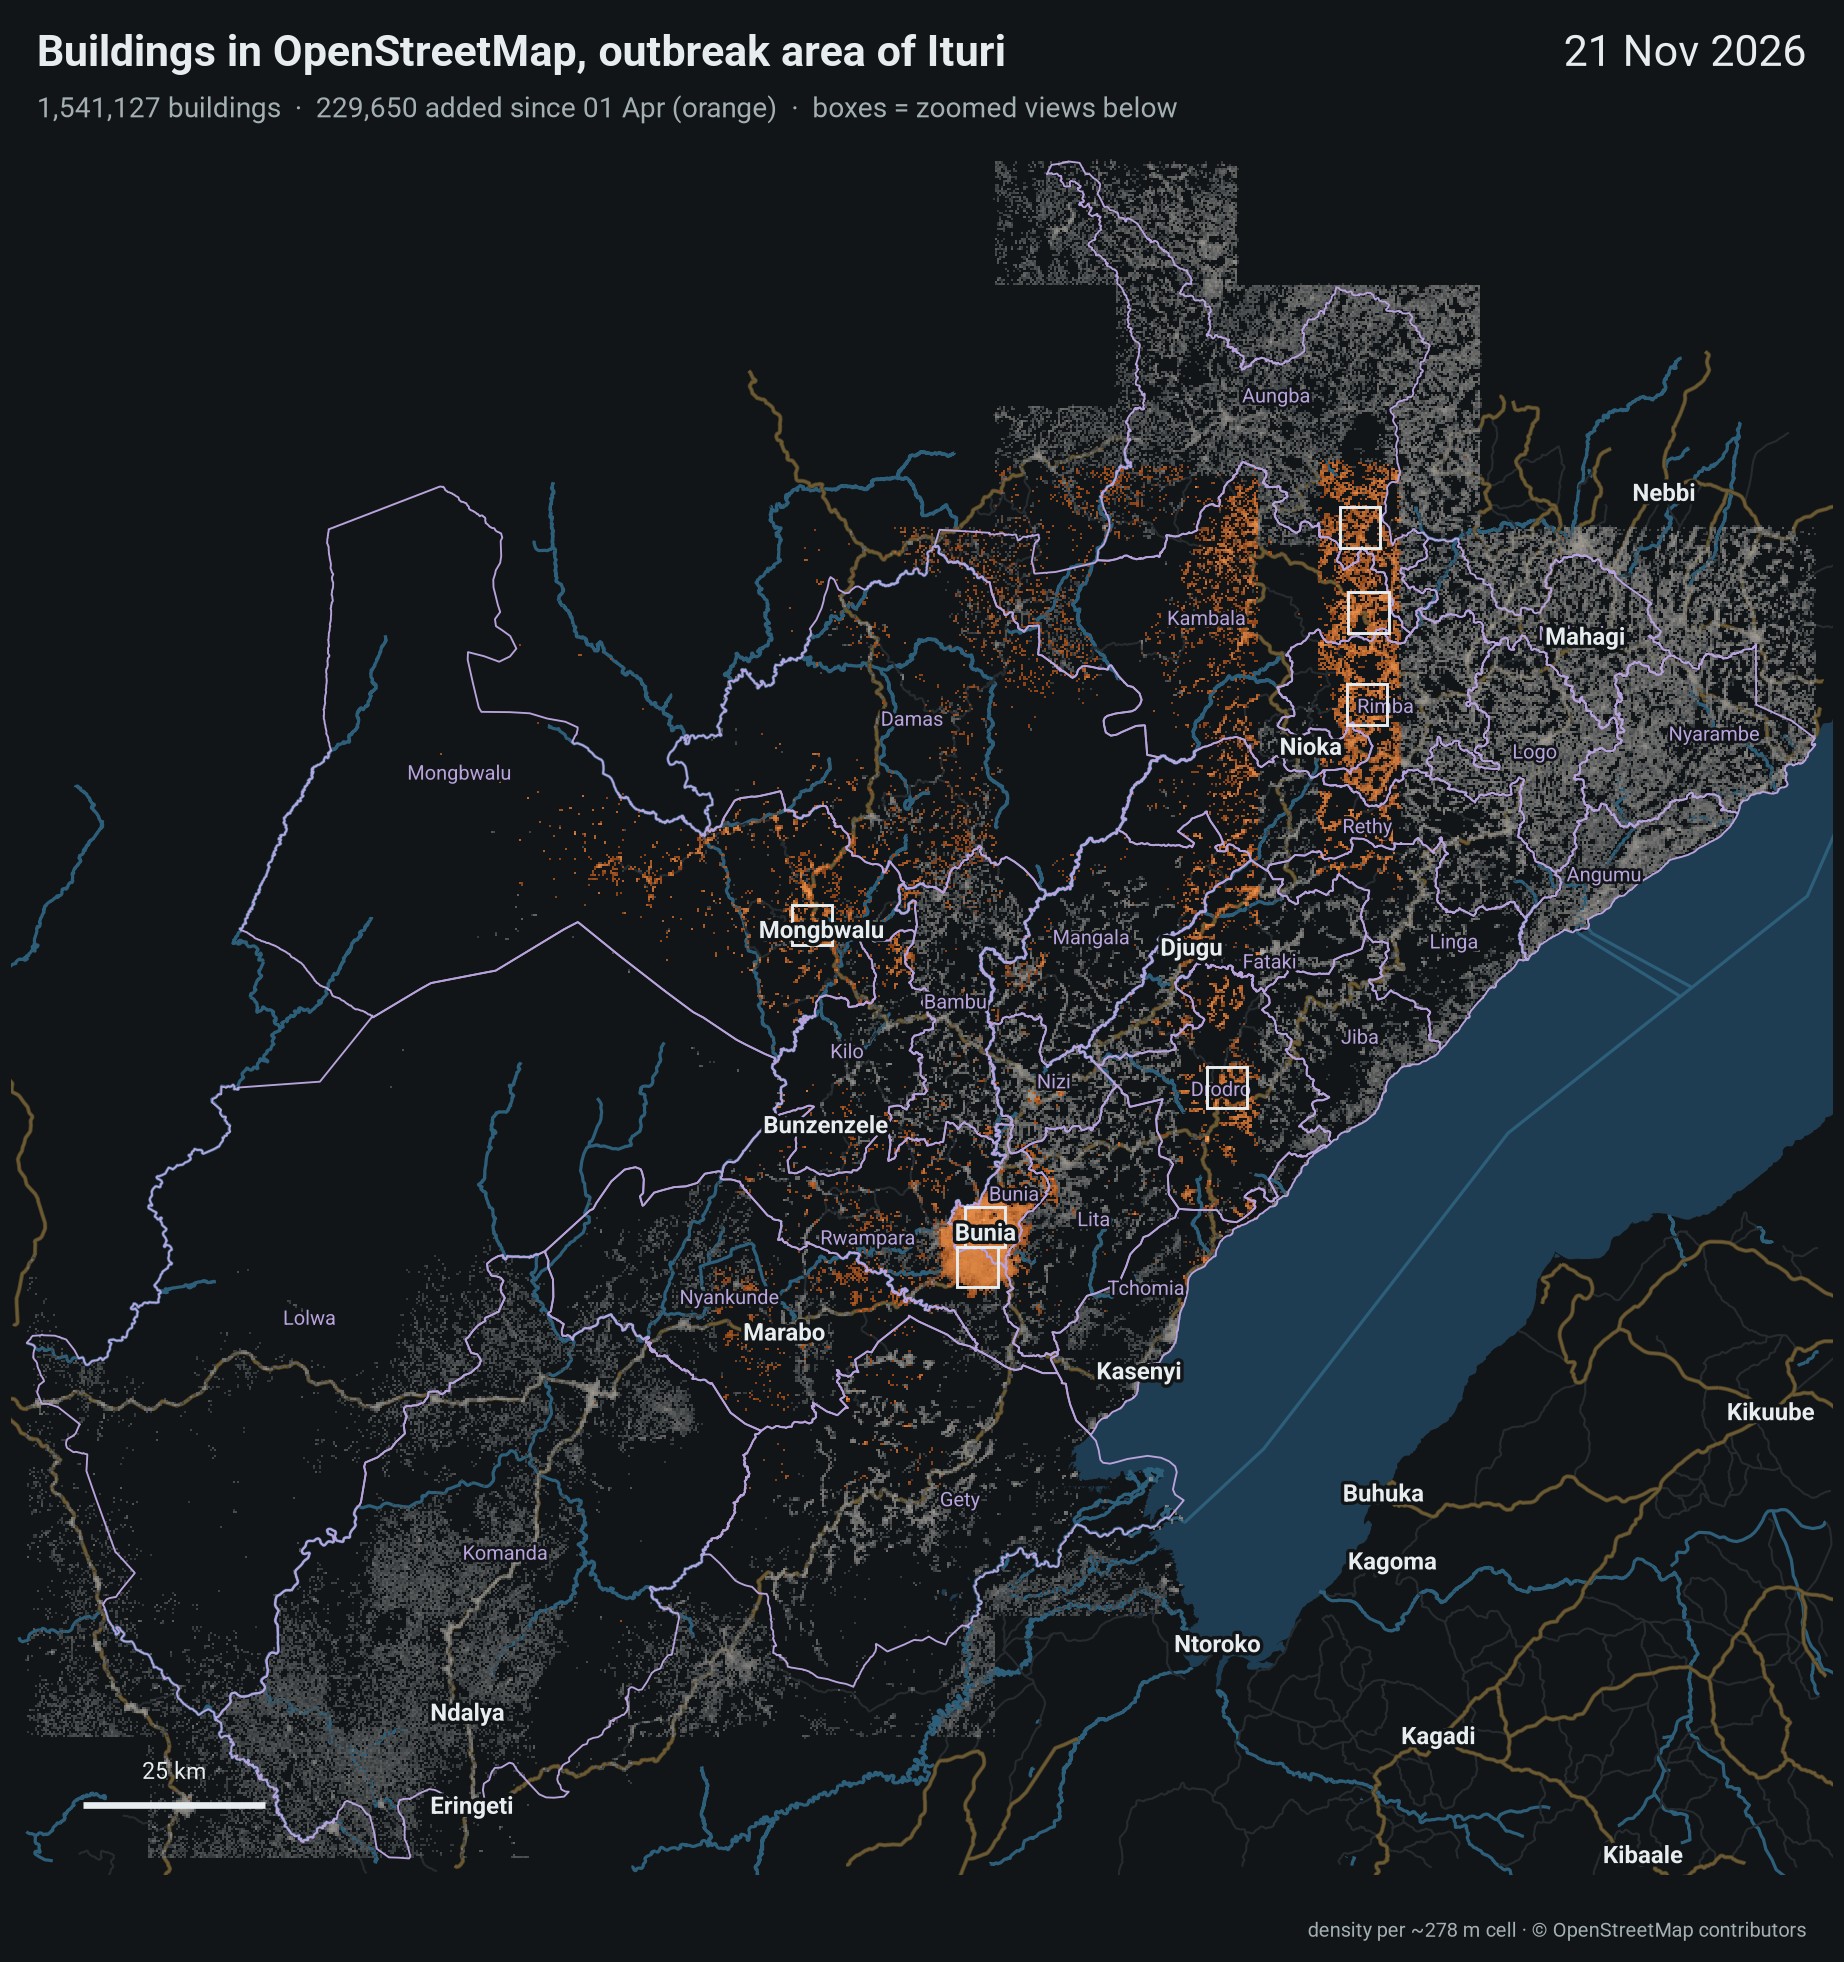 Buildings in OpenStreetMap, outbreak area of Ituri
21 Nov 2026
1,541,127 buildings · 229,650 added since 01 Apr (orange) · boxes = zoomed views below
Aungba
Nebbi
Kambala
Mahagi
Rimba
Damas
Nyarambe
Nioka
Logo
Mongbwalu
Rethy
Angumu
Mongbwalu
Mangala
Djugu
Linga
Fataki
Bambu
Jiba
Kilo
Nizi
Drodro
Bunzenzele
Bunia
Lita
Bunia
Rwampara
Tchomia
Nyankunde
Lolwa
Marabo
Kasenyi
Kikuube
Buhuka
Gety
Komanda
Kagoma
Ntoroko
Ndalya
Kagadi
25 km
Eringeti
Kibaale
density per ~278 m cell · © OpenStreetMap contributors